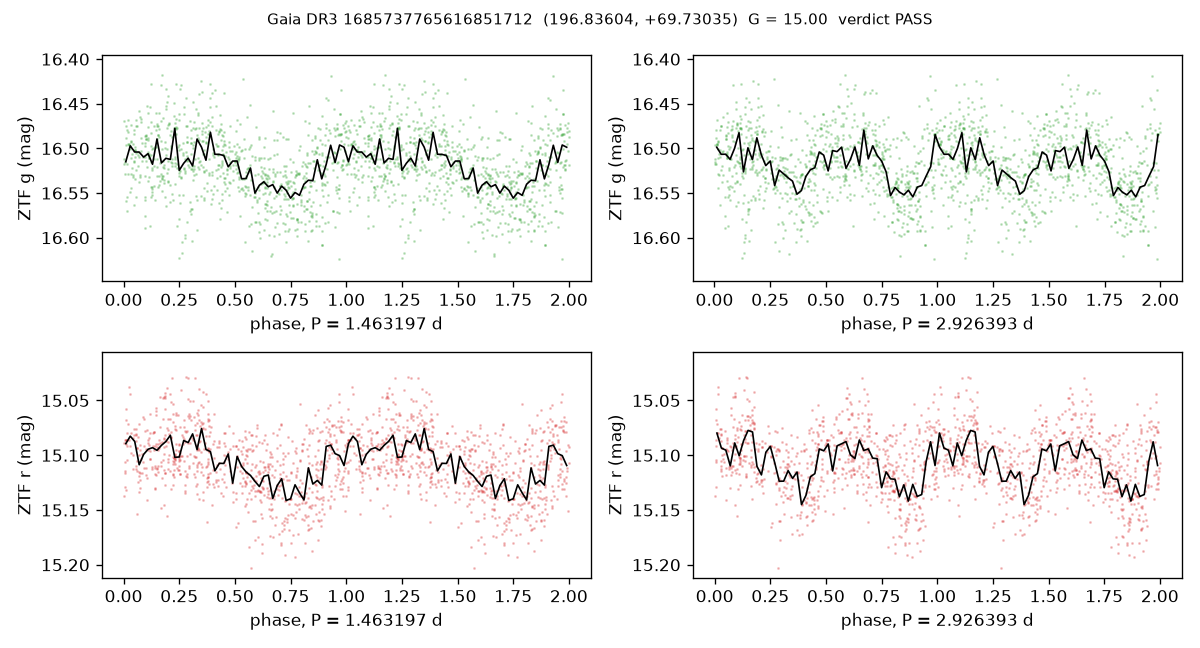 Gaia DR3 1685737765616851712  (196.83604, +69.73035)  G = 15.00  verdict PASS
ZTF g (mag)
16.40
16.45
16.50
16.55
16.60
0.00 0.25 0.50 0.75 1.00 1.25 1.50 1.75 2.00
phase, P = 1.463197 d
ZTF g (mag)
16.40
16.45
16.50
16.55
16.60
0.00 0.25 0.50 0.75 1.00 1.25 1.50 1.75 2.00
phase, P = 2.926393 d
ZTF r (mag)
15.05
15.10
15.15
15.20
0.00 0.25 0.50 0.75 1.00 1.25 1.50 1.75 2.00
phase, P = 1.463197 d
ZTF r (mag)
15.05
15.10
15.15
15.20
0.00 0.25 0.50 0.75 1.00 1.25 1.50 1.75 2.00
phase, P = 2.926393 d